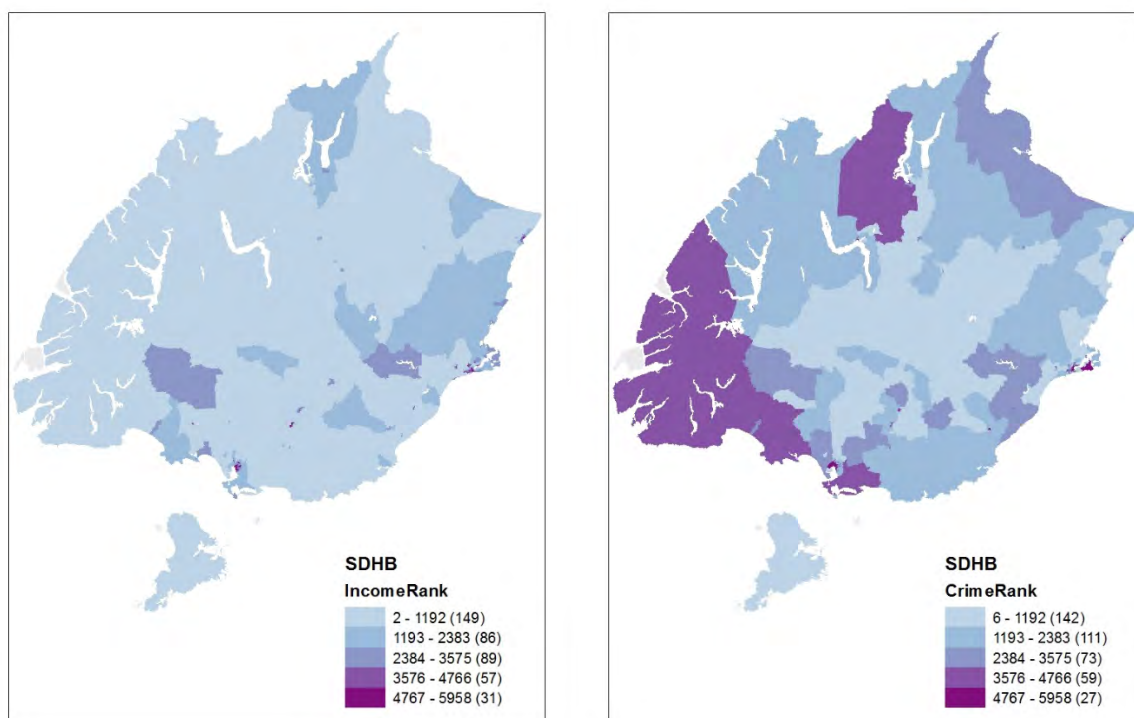 SDHB
IncomeRank
2 - 1192 (149)
1193 - 2383 (86)
2384 - 3575 (89)
3576 - 4766 (57)
4767 - 5958 (31)
SDHB
CrimeRank
6 - 1192 (142)
1193 - 2383 (111)
2384 - 3575 (73)
3576 - 4766 (59)
4767 - 5958 (27)